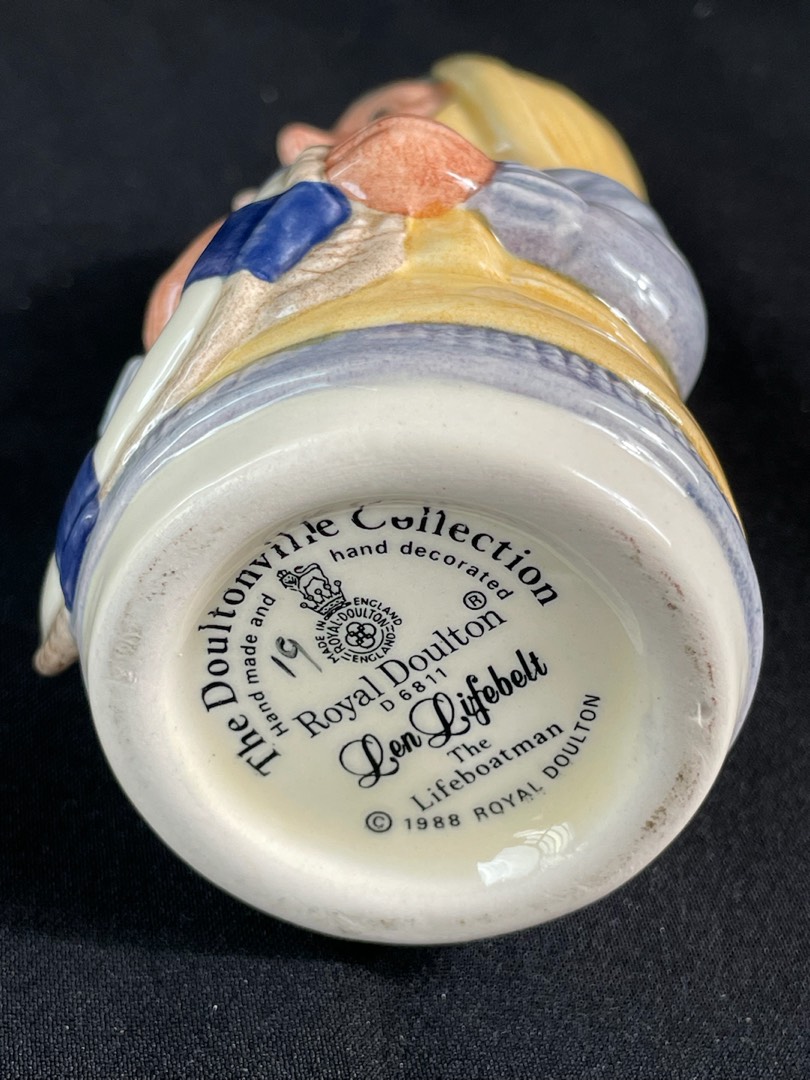 The Doultonville Collection
Hand made and hand decorated
MADE IN ENGLAND
ROYAL·DOULTON
ENGLAND
19
Royal Doulton ®
D 6811
Len Lifebelt
The
Lifeboatman
© 1988 ROYAL DOULTON